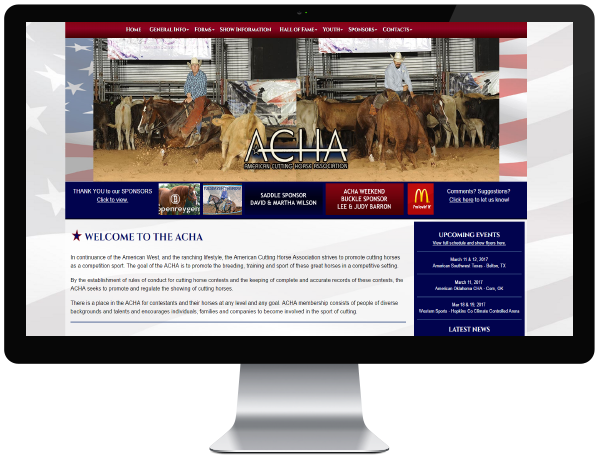 HOME GENERAL INFO FORMS SHOW INFORMATION HALL OF FAME YOUTH SPONSORS CONTACTS
ACHA
AMERICAN CUTTING HORSE ASSOCIATION
THANK YOU to our SPONSORS
Click to view.
SADDLE SPONSOR
DAVID & MARTHA WILSON
ACHA WEEKEND
BUCKLE SPONSOR
LEE & JUDY BARRON
i'm lovin' it
Comments? Suggestions?
Click here to let us know!
WELCOME TO THE ACHA
In continuance of the American West, and the ranching lifestyle, the American Cutting Horse Association strives to promote cutting horses
as a competition sport. The goal of the ACHA is to promote the breeding, training and sport of these great horses in a competitive setting.
By the establishment of rules of conduct for cutting horse contests and the keeping of complete and accurate records of these contests, the
ACHA seeks to promote and regulate the showing of cutting horses.
There is a place in the ACHA for contestants and their horses at any level and any goal. ACHA membership consists of people of diverse
backgrounds and talents and encourages individuals, families and companies to become involved in the sport of cutting.
UPCOMING EVENTS
View full schedule and show flyers here.
March 11 & 12, 2017
American Southwest Texas - Belton, TX
March 11, 2017
American Oklahoma CHA - Carn, OK
Mar 18 & 19, 2017
Western Sports - Hopkins Co Climate Controlled Arena
LATEST NEWS